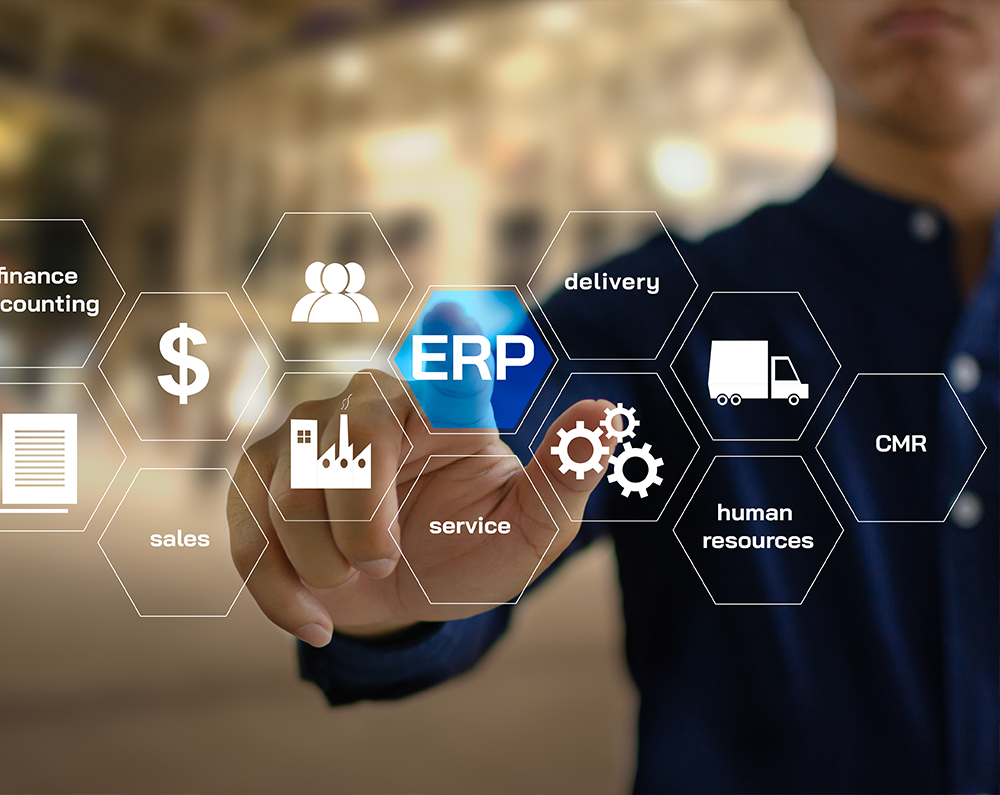 finance
counting
$
ERP
delivery
CMR
sales
service
human
resources